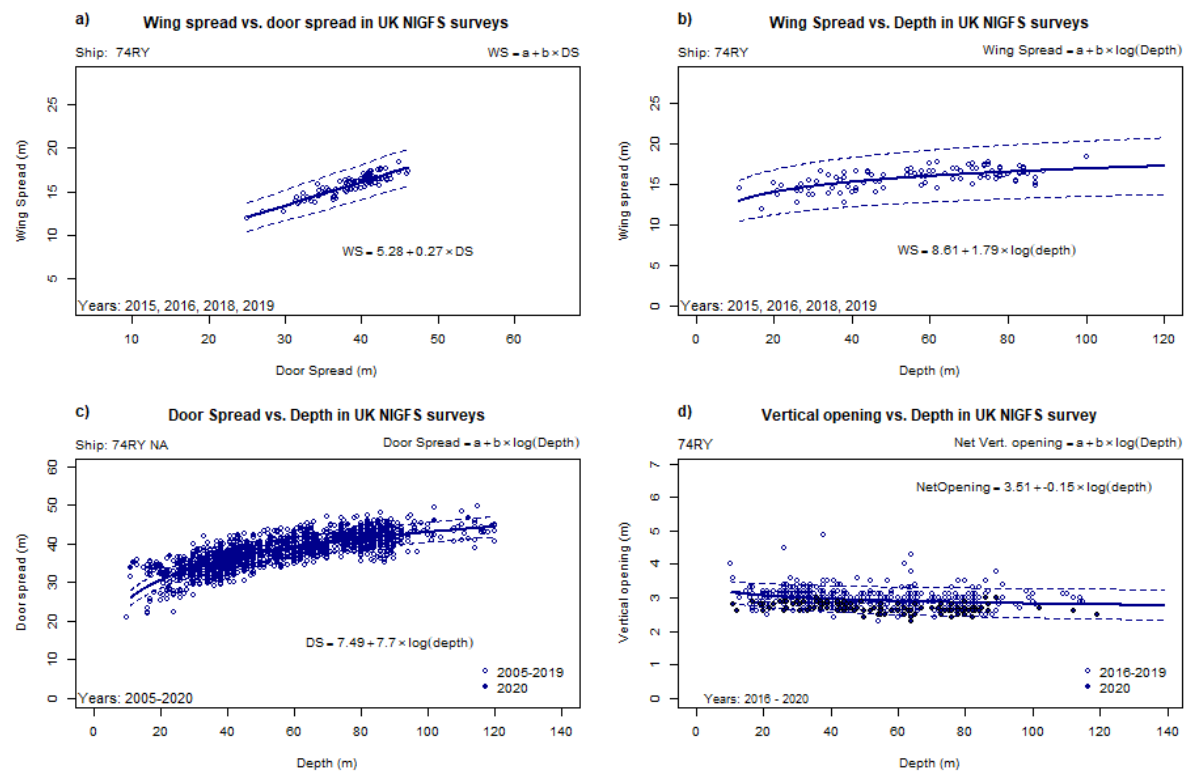 a) Wing spread vs. door spread in UK NIGFS surveys
Ship: 74RY WS = a + b × DS
25
20
15
10
5
Wing Spread (m)
WS = 5.28 + 0.27 × DS
Years: 2015, 2016, 2018, 2019
10 20 30 40 50 60
Door Spread (m)
b) Wing Spread vs. Depth in UK NIGFS surveys
Ship: 74RY Wing Spread = a + b × log(Depth)
25
20
15
10
5
0
Wing spread (m)
WS = 8.61 + 1.79 × log(depth)
Years: 2015, 2016, 2018, 2019
0 20 40 60 80 100 120
Depth (m)
c) Door Spread vs. Depth in UK NIGFS surveys
Ship: 74RY NA Door Spread = a + b × log(Depth)
60
50
40
30
20
10
0
Door spread (m)
DS = 7.49 + 7.7 × log(depth)
2005-2019
2020
Years: 2005-2020
0 20 40 60 80 100 120 140
Depth (m)
d) Vertical opening vs. Depth in UK NIGFS survey
74RY Net Vert. opening = a + b × log(Depth)
7
6
5
4
3
2
1
0
Vertical opening (m)
NetOpening = 3.51 + -0.15 × log(depth)
2016-2019
2020
Years: 2016 - 2020
0 20 40 60 80 100 120 140
Depth (m)